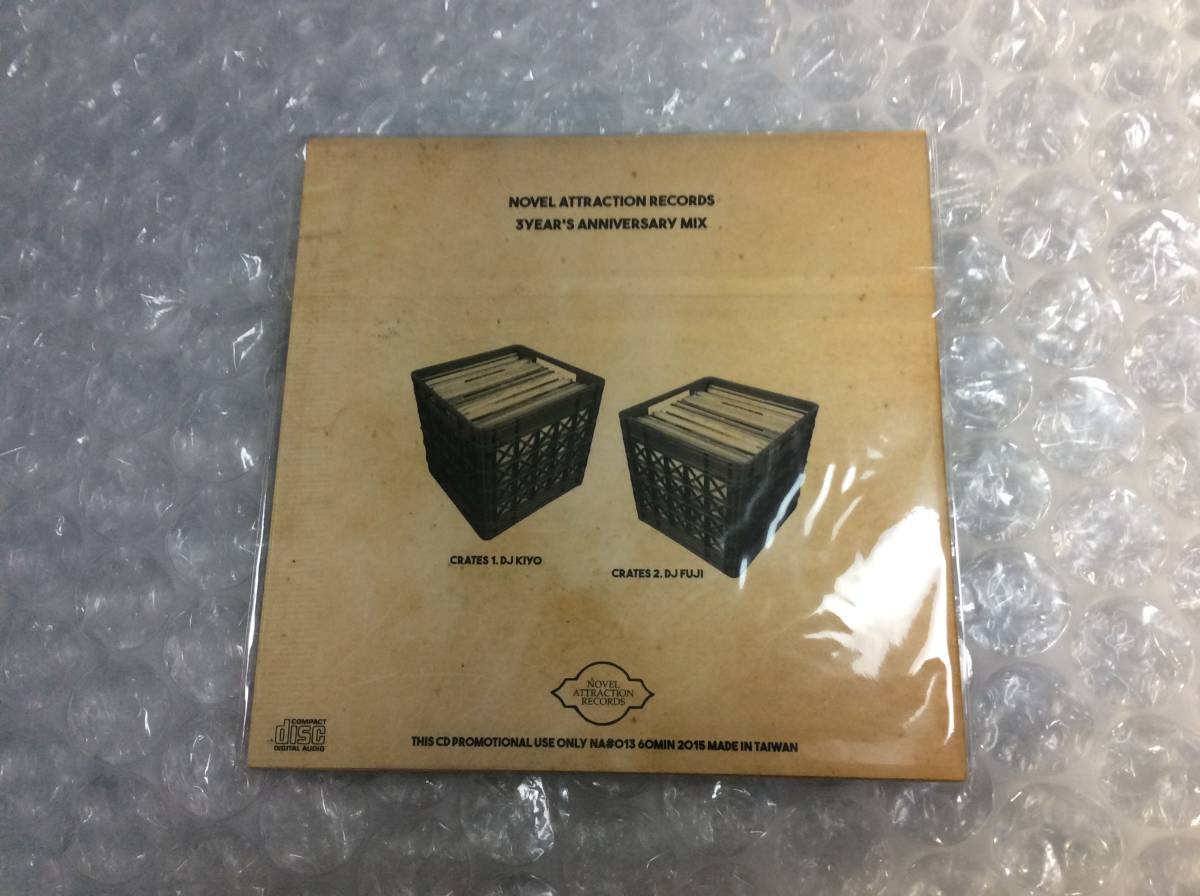 NOVEL ATTRACTION RECORDS
3YEAR'S ANNIVERSARY MIX
CRATES 1. DJ KIYO
CRATES 2. DJ FUJI
NOVEL
ATTRACTION
RECORDS
COMPACT
disc
DIGITAL AUDIO
THIS CD PROMOTIONAL USE ONLY NA#013 60MIN 2015 MADE IN TAIWAN